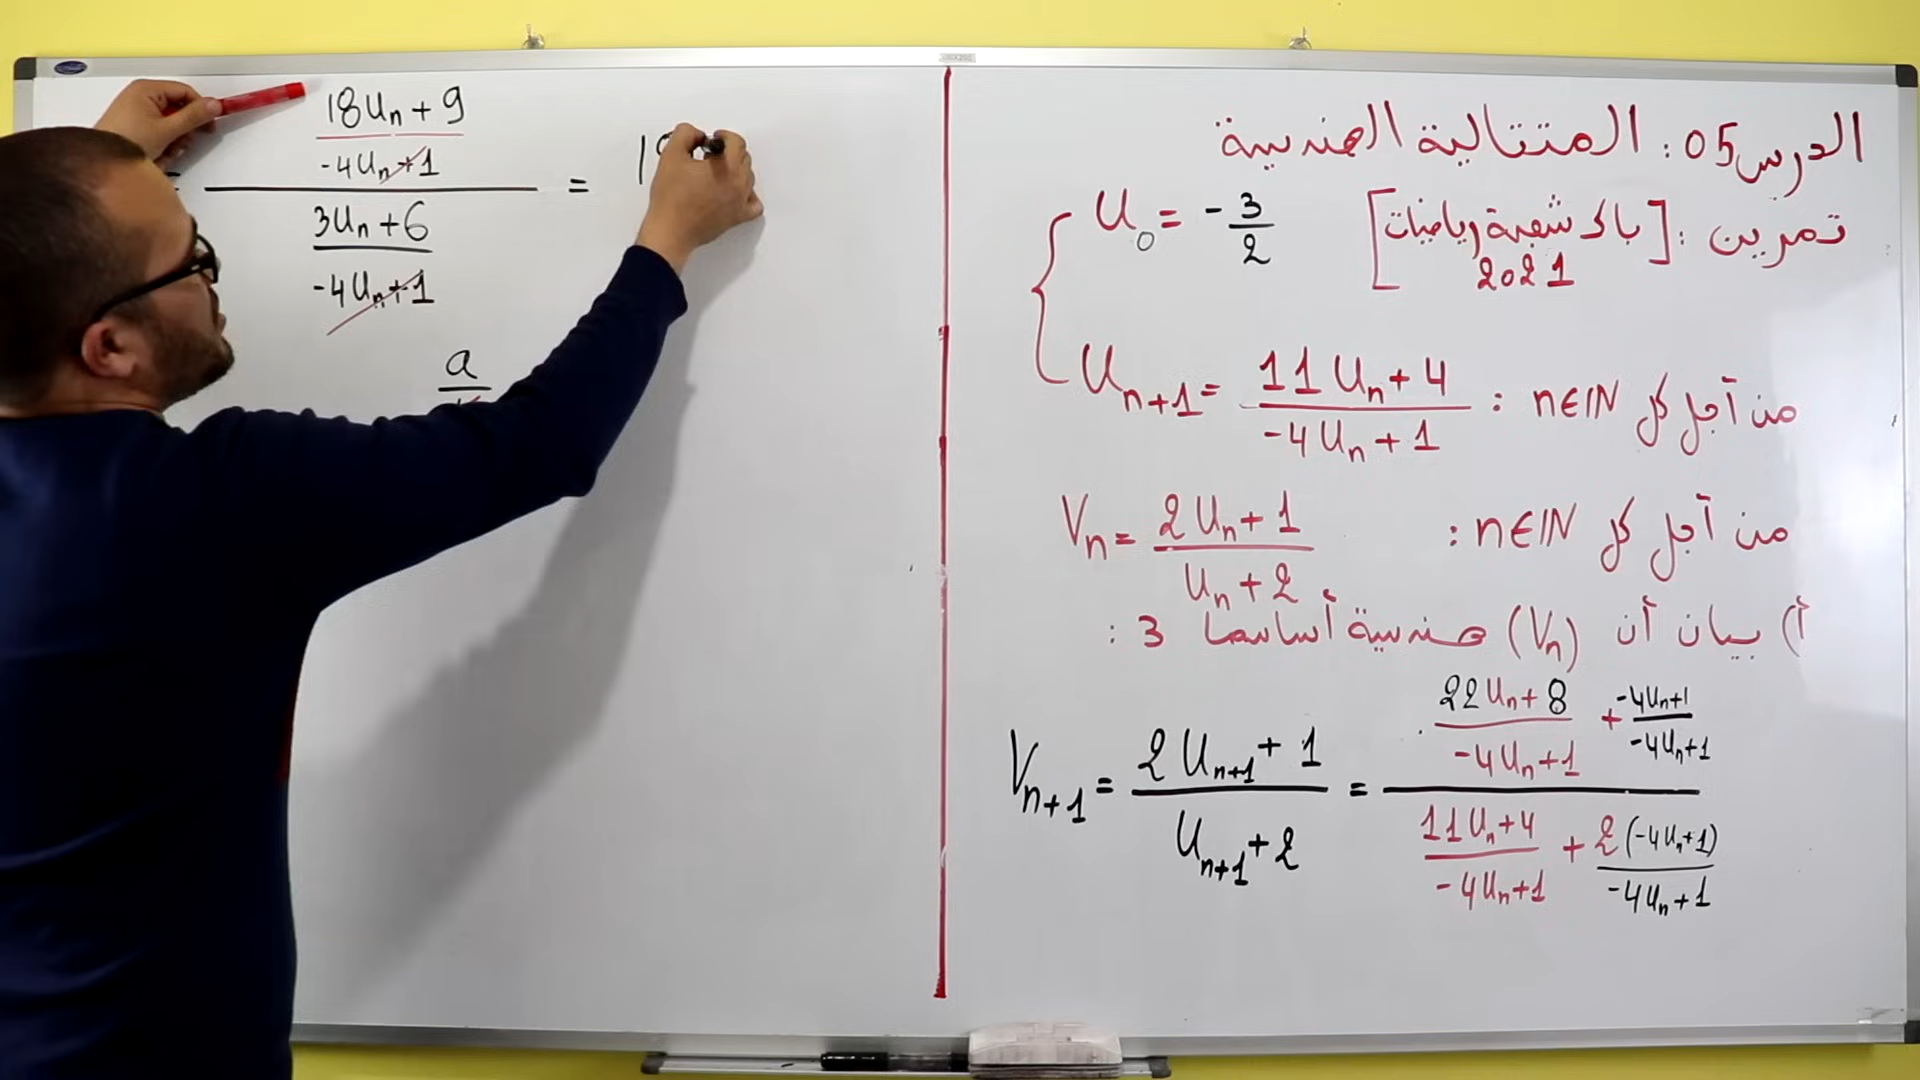 الدرس 05 : المتتالية الهندسية
تمرين : [باك شعبة رياضيات 2021]
U₀ = -3/2
Uₙ₊₁ = (11Uₙ + 4)/(-4Uₙ + 1) : n∈IN من أجل كل
Vₙ = (2Uₙ + 1)/(Uₙ + 2) : n∈IN من أجل كل
أ) بيان أن (Vₙ) هندسية أساسها 3 :
Vₙ₊₁ = (2Uₙ₊₁ + 1)/(Uₙ₊₁ + 2) = ((22Uₙ + 8)/(-4Uₙ + 1) + (-4Uₙ+1)/(-4Uₙ+1))/((11Uₙ+4)/(-4Uₙ+1) + 2(-4Uₙ+1)/(-4Uₙ+1))
= ((18Uₙ + 9)/(-4Uₙ+1))/((3Uₙ + 6)/(-4Uₙ+1)) =
a